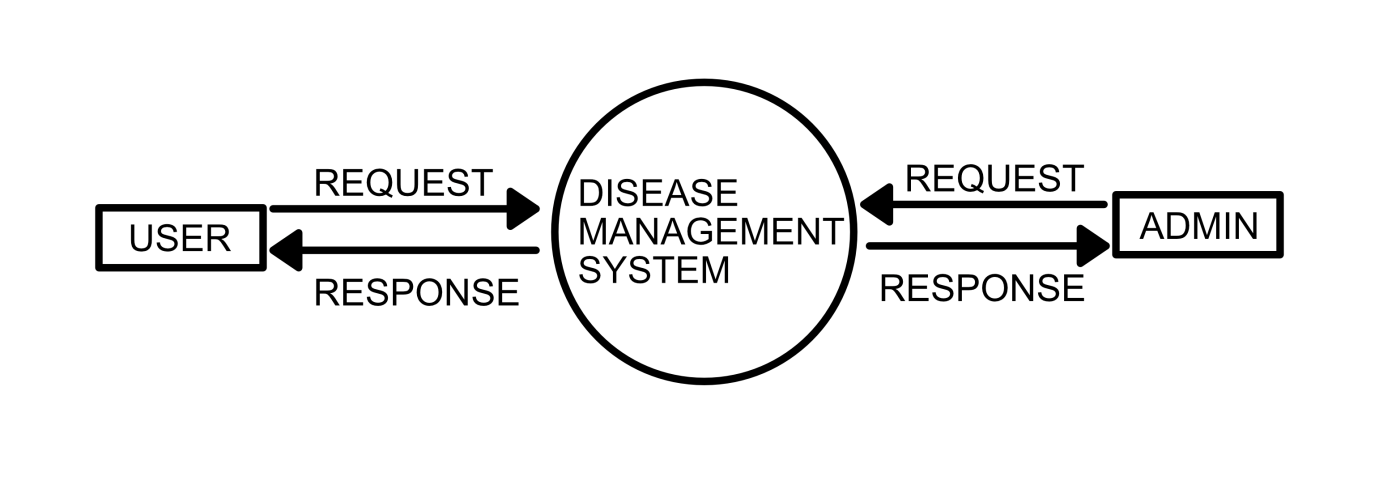 REQUEST
USER
RESPONSE
DISEASE
MANAGEMENT
SYSTEM
REQUEST
ADMIN
RESPONSE